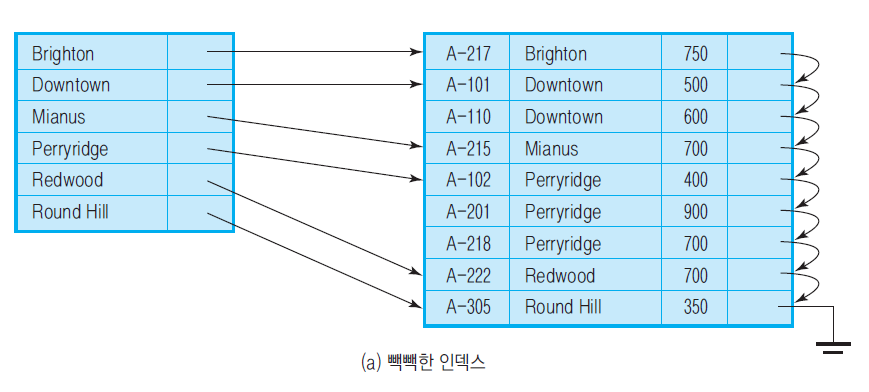 Brighton A-217 Brighton 750
Downtown A-101 Downtown 500
Mianus A-110 Downtown 600
Perryridge A-215 Mianus 700
Redwood A-102 Perryridge 400
Round Hill A-201 Perryridge 900
A-218 Perryridge 700
A-222 Redwood 700
A-305 Round Hill 350
(a) 빽빽한 인덱스